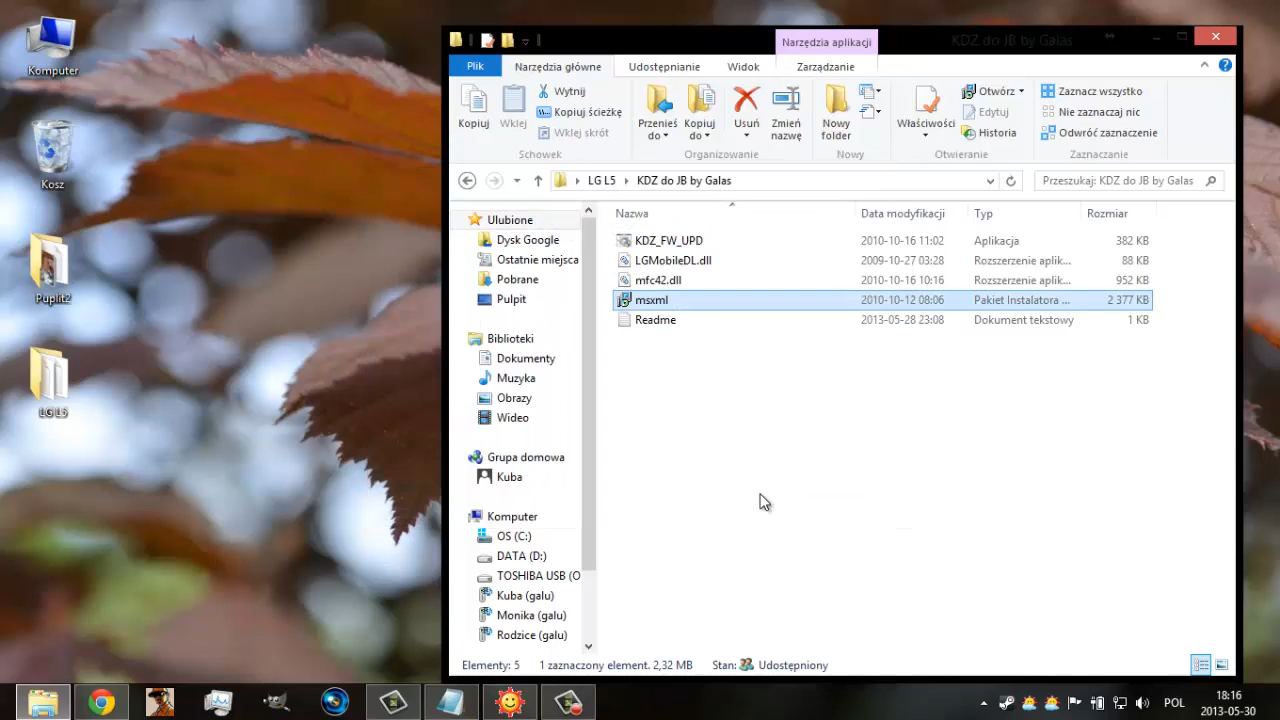 Komputer
Kosz
Puplit2
LG L5
Narzędzia aplikacji
KDZ do JB by Galas
Plik
Narzędzia główne
Udostępnianie
Widok
Zarządzanie
Kopiuj
Wklej
Wytnij
Kopiuj ścieżkę
Wklej skrót
Schowek
Przenieś do
Kopiuj do
Usuń
Zmień nazwę
Organizowanie
Nowy folder
Nowy
Właściwości
Otwórz
Edytuj
Historia
Otwieranie
Zaznacz wszystko
Nie zaznaczaj nic
Odwróć zaznaczenie
Zaznaczanie
LG L5
KDZ do JB by Galas
Przeszukaj: KDZ do JB by Galas
Nazwa Data modyfikacji Typ Rozmiar
KDZ_FW_UPD 2010-10-16 11:02 Aplikacja 382 KB
LGMobileDL.dll 2009-10-27 03:28 Rozszerzenie aplik... 88 KB
mfc42.dll 2010-10-16 10:16 Rozszerzenie aplik... 952 KB
msxml 2010-10-12 08:06 Pakiet Instalatora ... 2 377 KB
Readme 2013-05-28 23:08 Dokument tekstowy 1 KB
Ulubione
Dysk Google
Ostatnie miejsca
Pobrane
Pulpit
Biblioteki
Dokumenty
Muzyka
Obrazy
Wideo
Grupa domowa
Kuba
Komputer
OS (C:)
DATA (D:)
TOSHIBA USB (O
Kuba (galu)
Monika (galu)
Rodzice (galu)
Elementy: 5 1 zaznaczony element. 2,32 MB Stan: Udostępniony
POL
18:16
2013-05-30